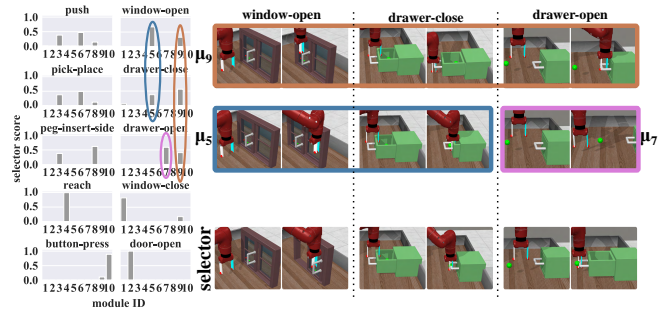 push window-open
1.0
0.5
0.0
12345678910 12345678910
pick-place drawer-close
1.0
0.5
0.0
12345678910 12345678910
peg-insert-side drawer-open
1.0
0.5
0.0
12345678910 12345678910
reach window-close
1.0
0.5
0.0
12345678910 12345678910
button-press door-open
1.0
0.5
0.0
12345678910 12345678910
module ID
selector score
window-open drawer-close drawer-open
μ9
μ5
μ7
selector